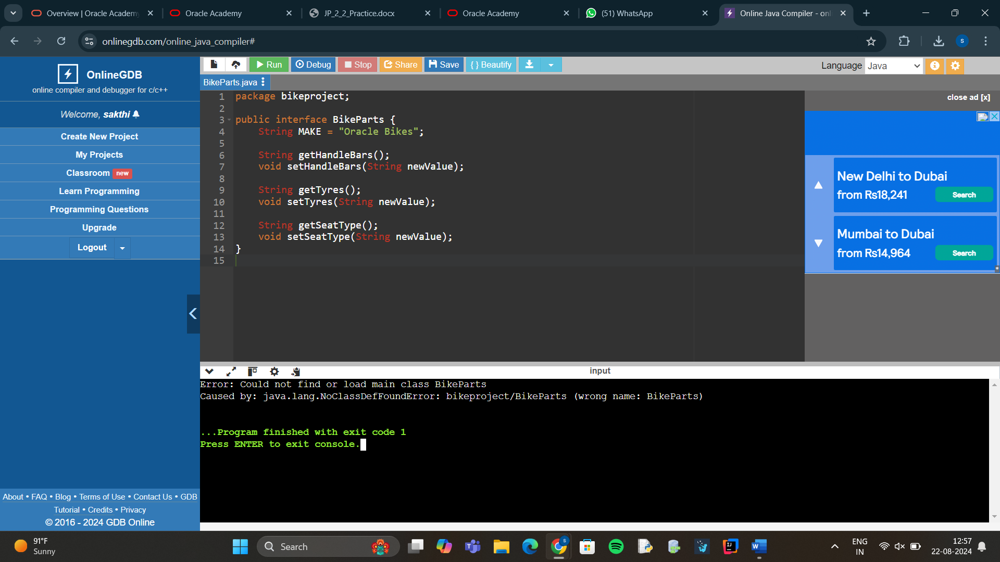 Overview | Oracle Academy
Oracle Academy
JP_2_2_Practice.docx
Oracle Academy
(51) WhatsApp
Online Java Compiler - onl
onlinegdb.com/online_java_compiler#
S
OnlineGDB
online compiler and debugger for c/c++
Welcome, sakthi
Create New Project
My Projects
Classroom new
Learn Programming
Programming Questions
Upgrade
Logout
About • FAQ • Blog • Terms of Use • Contact Us • GDB
Tutorial • Credits • Privacy
© 2016 - 2024 GDB Online
Run
Debug
Stop
Share
Save
{ } Beautify
Language Java
BikeParts.java
1 package bikeproject;
2
3 public interface BikeParts {
4 String MAKE = "Oracle Bikes";
5
6 String getHandleBars();
7 void setHandleBars(String newValue);
8
9 String getTyres();
10 void setTyres(String newValue);
11
12 String getSeatType();
13 void setSeatType(String newValue);
14 }
15
close ad [x]
New Delhi to Dubai
from Rs18,241 Search
Mumbai to Dubai
from Rs14,964 Search
input
Error: Could not find or load main class BikeParts
Caused by: java.lang.NoClassDefFoundError: bikeproject/BikeParts (wrong name: BikeParts)
...Program finished with exit code 1
Press ENTER to exit console.
91°F
Sunny
Search
ENG
IN
12:57
22-08-2024